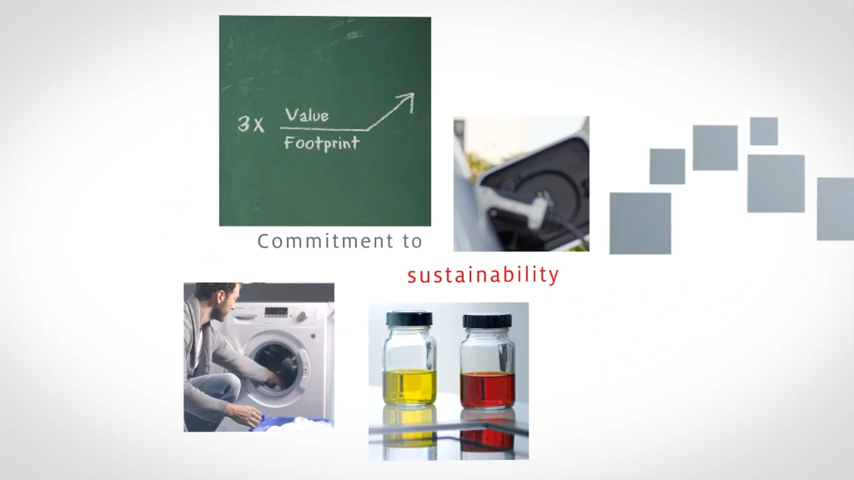 3x Value
Footprint
Commitment to
sustainability